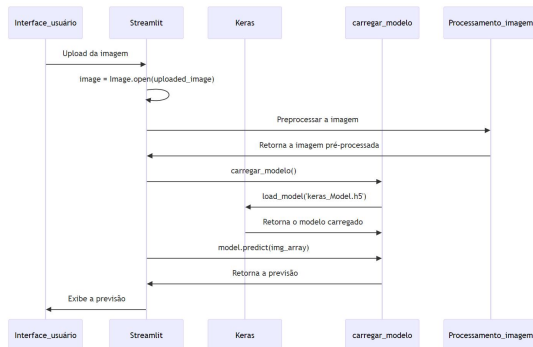 Interface_usuário Streamlit Keras carregar_modelo Processamento_imagem
Upload da imagem
image = Image.open(uploaded_image)
Preprocessar a imagem
Retorna a imagem pré-processada
carregar_modelo()
load_model('keras_Model.h5')
Retorna o modelo carregado
model.predict(img_array)
Retorna a previsão
Exibe a previsão
Interface_usuário Streamlit Keras carregar_modelo Processamento_imagem